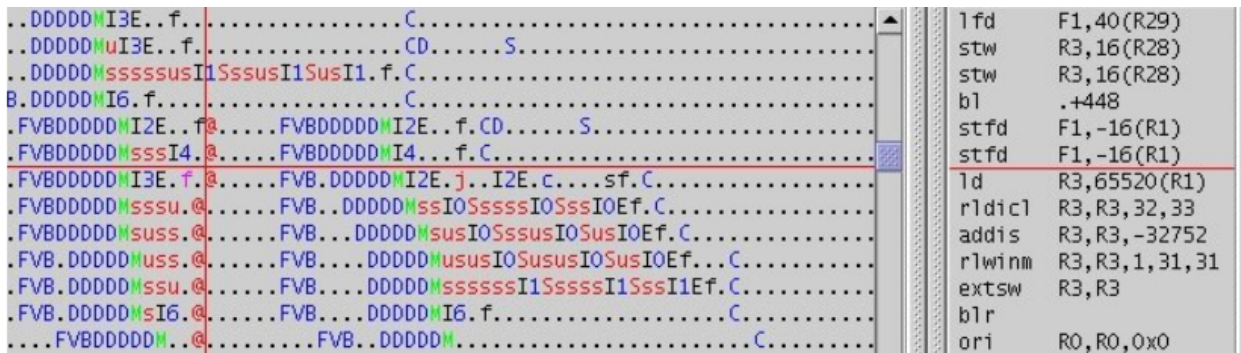 ..DDDDDMI3E..f.................C................................... lfd F1,40(R29)
..DDDDDMuI3E..f................CD......S........................... stw R3,16(R28)
..DDDDDMsssssusI1SssusI1SusI1.f.C.................................. stw R3,16(R28)
B.DDDDDMI6.f...................C................................... bl .+448
.FVBDDDDDMI2E..f@......FVBDDDDDMI2E..f.CD......S................... stfd F1,-16(R1)
.FVBDDDDDMsssI4.@......FVBDDDDDMI4...f.C........................... stfd F1,-16(R1)
.FVBDDDDDMI3E.f.@......FVB.DDDDDMI2E.j..I2E.c....sf.C.............. ld R3,65520(R1)
.FVBDDDDDMsssu.@......FVB..DDDDDMssIOSssssIOSssIOEf.C.............. rldicl R3,R3,32,33
.FVBDDDDDMsuss.@......FVB...DDDDDMsusIOSssusIOSusIOEf.C............ addis R3,R3,-32752
.FVB.DDDDDMuss.@......FVB....DDDDDMususIOSususIOSusIOEf...C........ rlwinm R3,R3,1,31,31
.FVB.DDDDDMssu.@......FVB....DDDDDMssssssI1SssssI1SssI1Ef.C........ extsw R3,R3
.FVB.DDDDDMsI6.@......FVB....DDDDDMI6.f..................C......... blr
....FVBDDDDDM..@.........FVB..DDDDDM......................C........ ori R0,R0,0x0